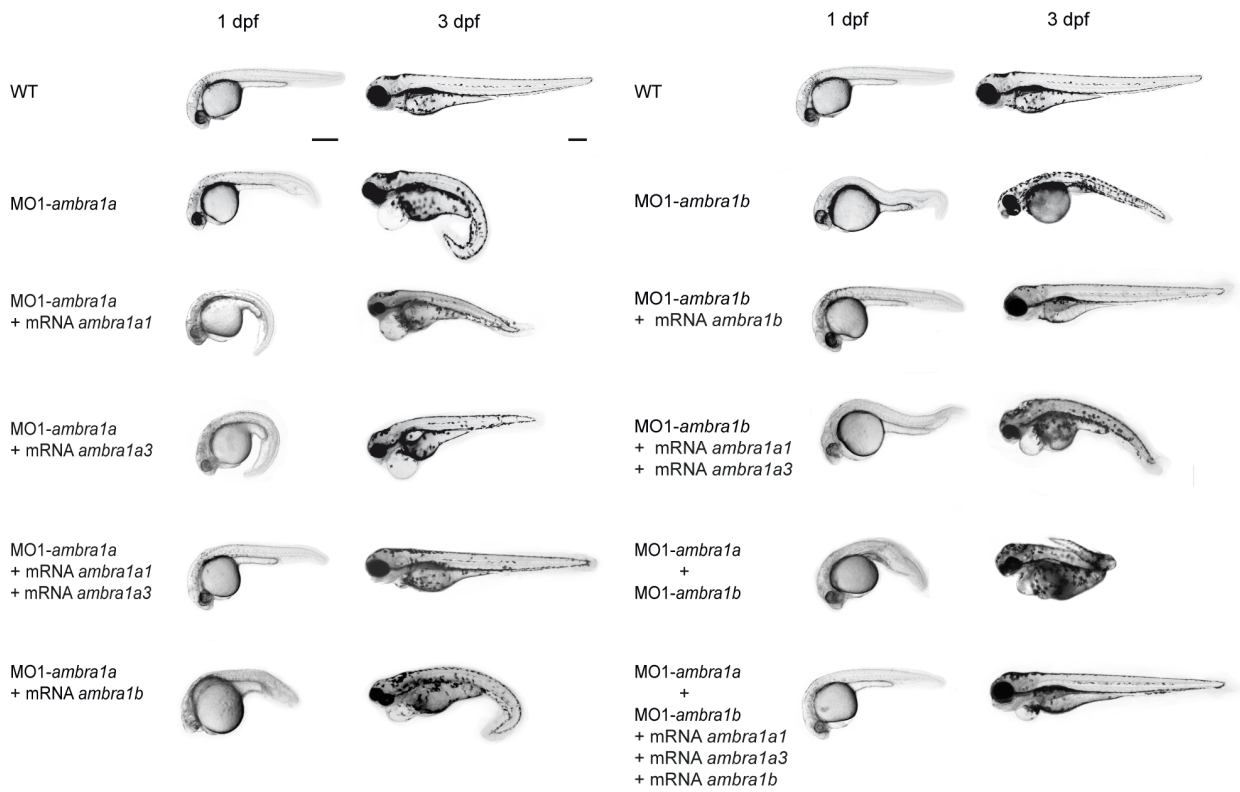 1 dpf 3 dpf
WT
MO1-ambra1a
MO1-ambra1a
+ mRNA ambra1a1
MO1-ambra1a
+ mRNA ambra1a3
MO1-ambra1a
+ mRNA ambra1a1
+ mRNA ambra1a3
MO1-ambra1a
+ mRNA ambra1b
1 dpf 3 dpf
WT
MO1-ambra1b
MO1-ambra1b
+ mRNA ambra1b
MO1-ambra1b
+ mRNA ambra1a1
+ mRNA ambra1a3
MO1-ambra1a
+
MO1-ambra1b
MO1-ambra1a
+
MO1-ambra1b
+ mRNA ambra1a1
+ mRNA ambra1a3
+ mRNA ambra1b